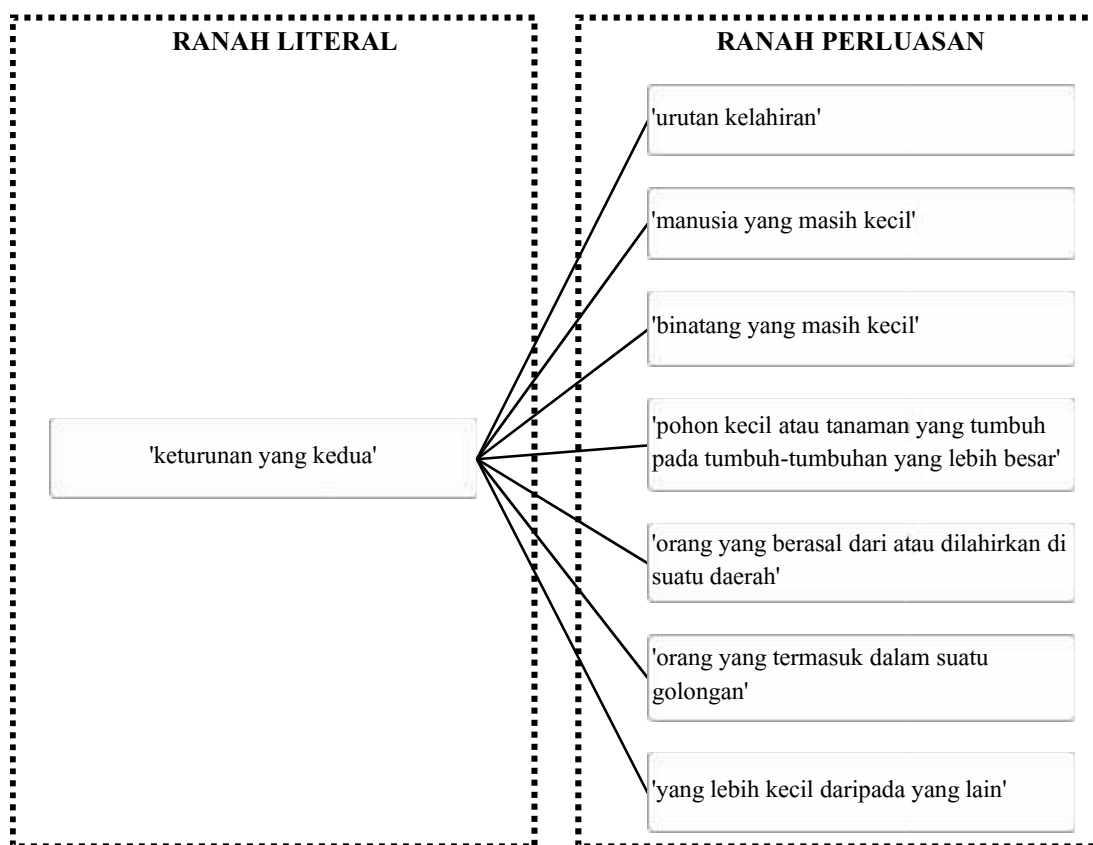 RANAH LITERAL
RANAH PERLUASAN
'urutan kelahiran'
'manusia yang masih kecil'
'binatang yang masih kecil'
'keturunan yang kedua'
'pohon kecil atau tanaman yang tumbuh
pada tumbuh-tumbuhan yang lebih besar'
'orang yang berasal dari atau dilahirkan di
suatu daerah'
'orang yang termasuk dalam suatu
golongan'
'yang lebih kecil daripada yang lain'